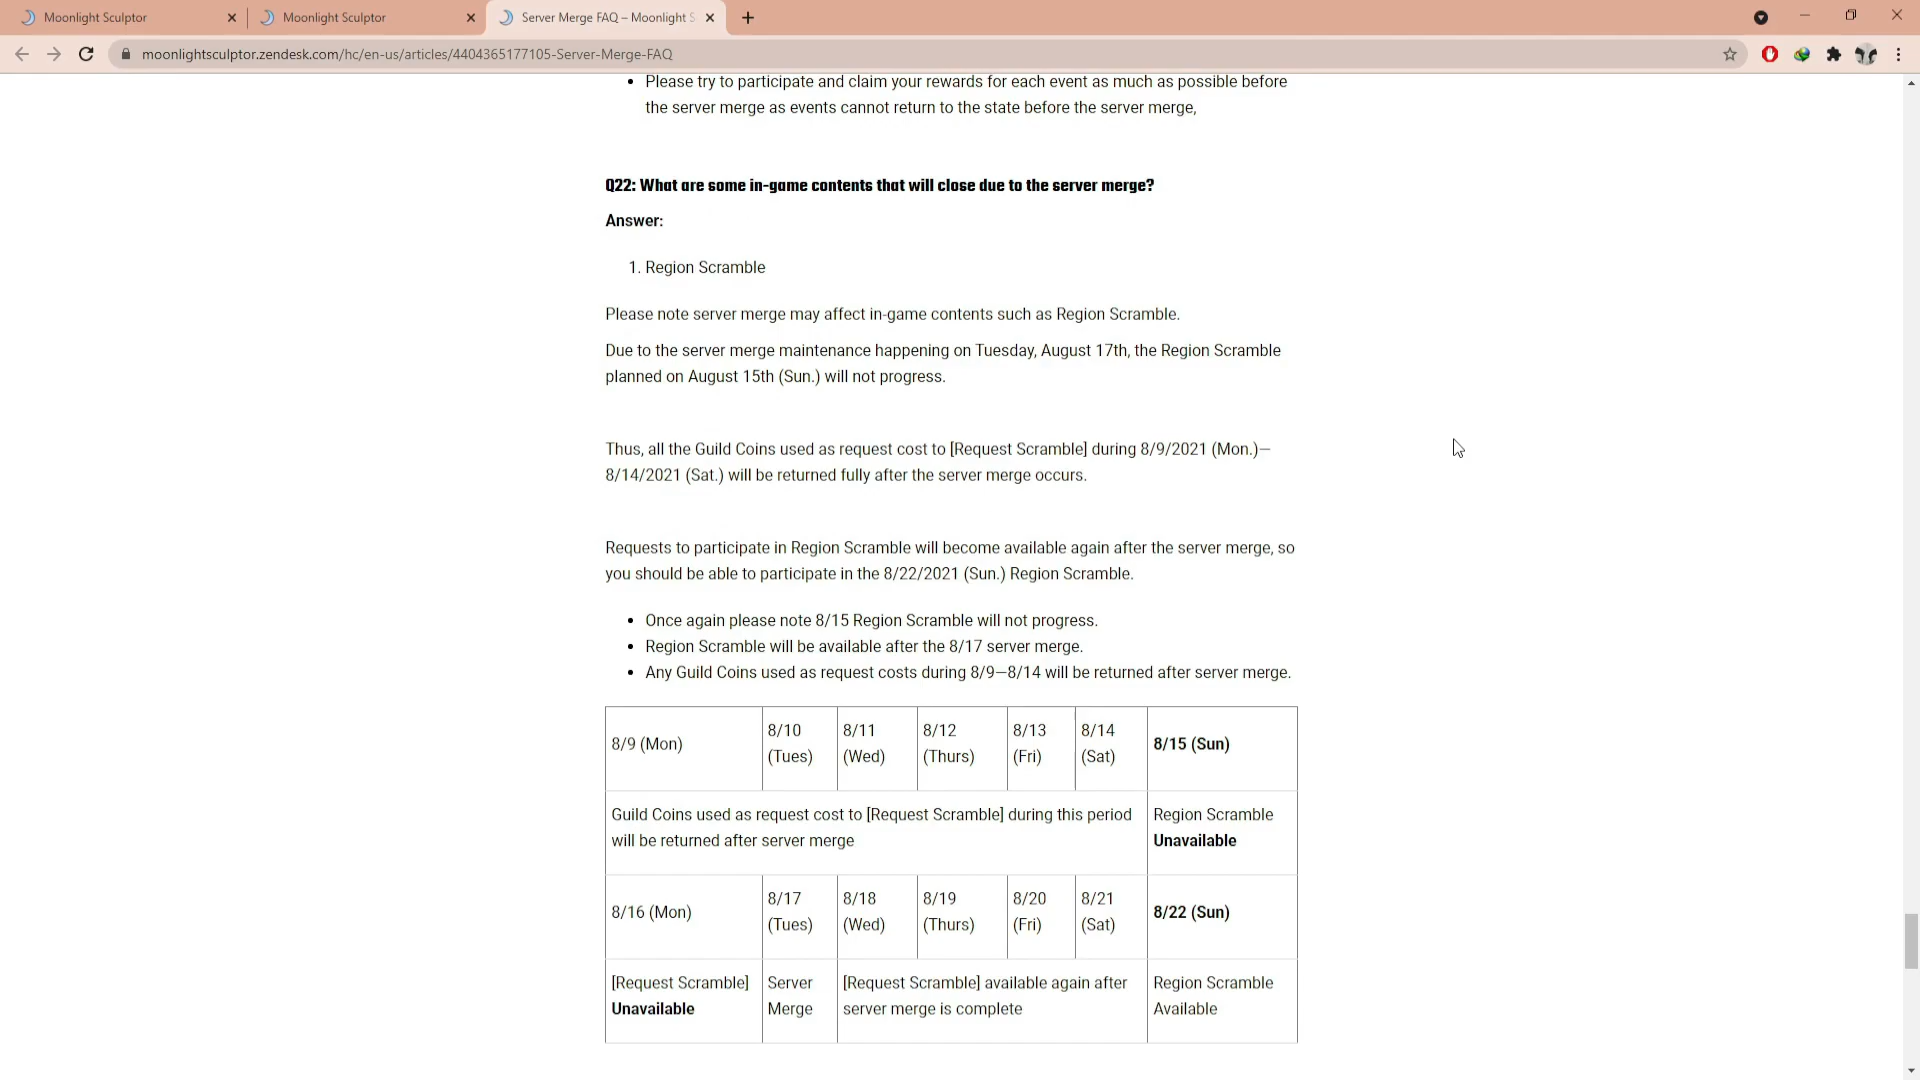 Moonlight Sculptor
Moonlight Sculptor
Server Merge FAQ – Moonlight S
moonlightsculptor.zendesk.com/hc/en-us/articles/4404365177105-Server-Merge-FAQ
• Please try to participate and claim your rewards for each event as much as possible before
the server merge as events cannot return to the state before the server merge,
Q22: What are some in-game contents that will close due to the server merge?
Answer:
1. Region Scramble
Please note server merge may affect in-game contents such as Region Scramble.
Due to the server merge maintenance happening on Tuesday, August 17th, the Region Scramble
planned on August 15th (Sun.) will not progress.
Thus, all the Guild Coins used as request cost to [Request Scramble] during 8/9/2021 (Mon.)—
8/14/2021 (Sat.) will be returned fully after the server merge occurs.
Requests to participate in Region Scramble will become available again after the server merge, so
you should be able to participate in the 8/22/2021 (Sun.) Region Scramble.
• Once again please note 8/15 Region Scramble will not progress.
• Region Scramble will be available after the 8/17 server merge.
• Any Guild Coins used as request costs during 8/9—8/14 will be returned after server merge.
8/9 (Mon)
8/10
(Tues)
8/11
(Wed)
8/12
(Thurs)
8/13
(Fri)
8/14
(Sat)
8/15 (Sun)
Guild Coins used as request cost to [Request Scramble] during this period
will be returned after server merge
Region Scramble
Unavailable
8/16 (Mon)
8/17
(Tues)
8/18
(Wed)
8/19
(Thurs)
8/20
(Fri)
8/21
(Sat)
8/22 (Sun)
[Request Scramble]
Unavailable
Server
Merge
[Request Scramble] available again after
server merge is complete
Region Scramble
Available